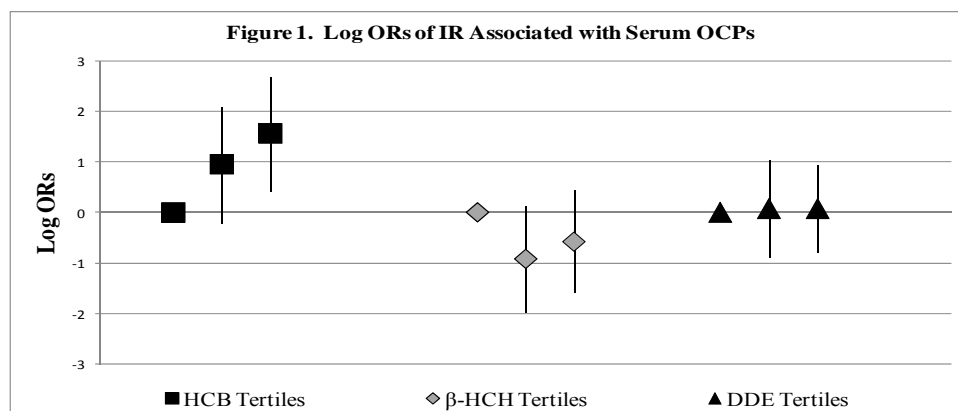 Figure 1. Log ORs of IR Associated with Serum OCPs
3
2
1
0
-1
-2
-3
Log ORs
HCB Tertiles
β-HCH Tertiles
DDE Tertiles